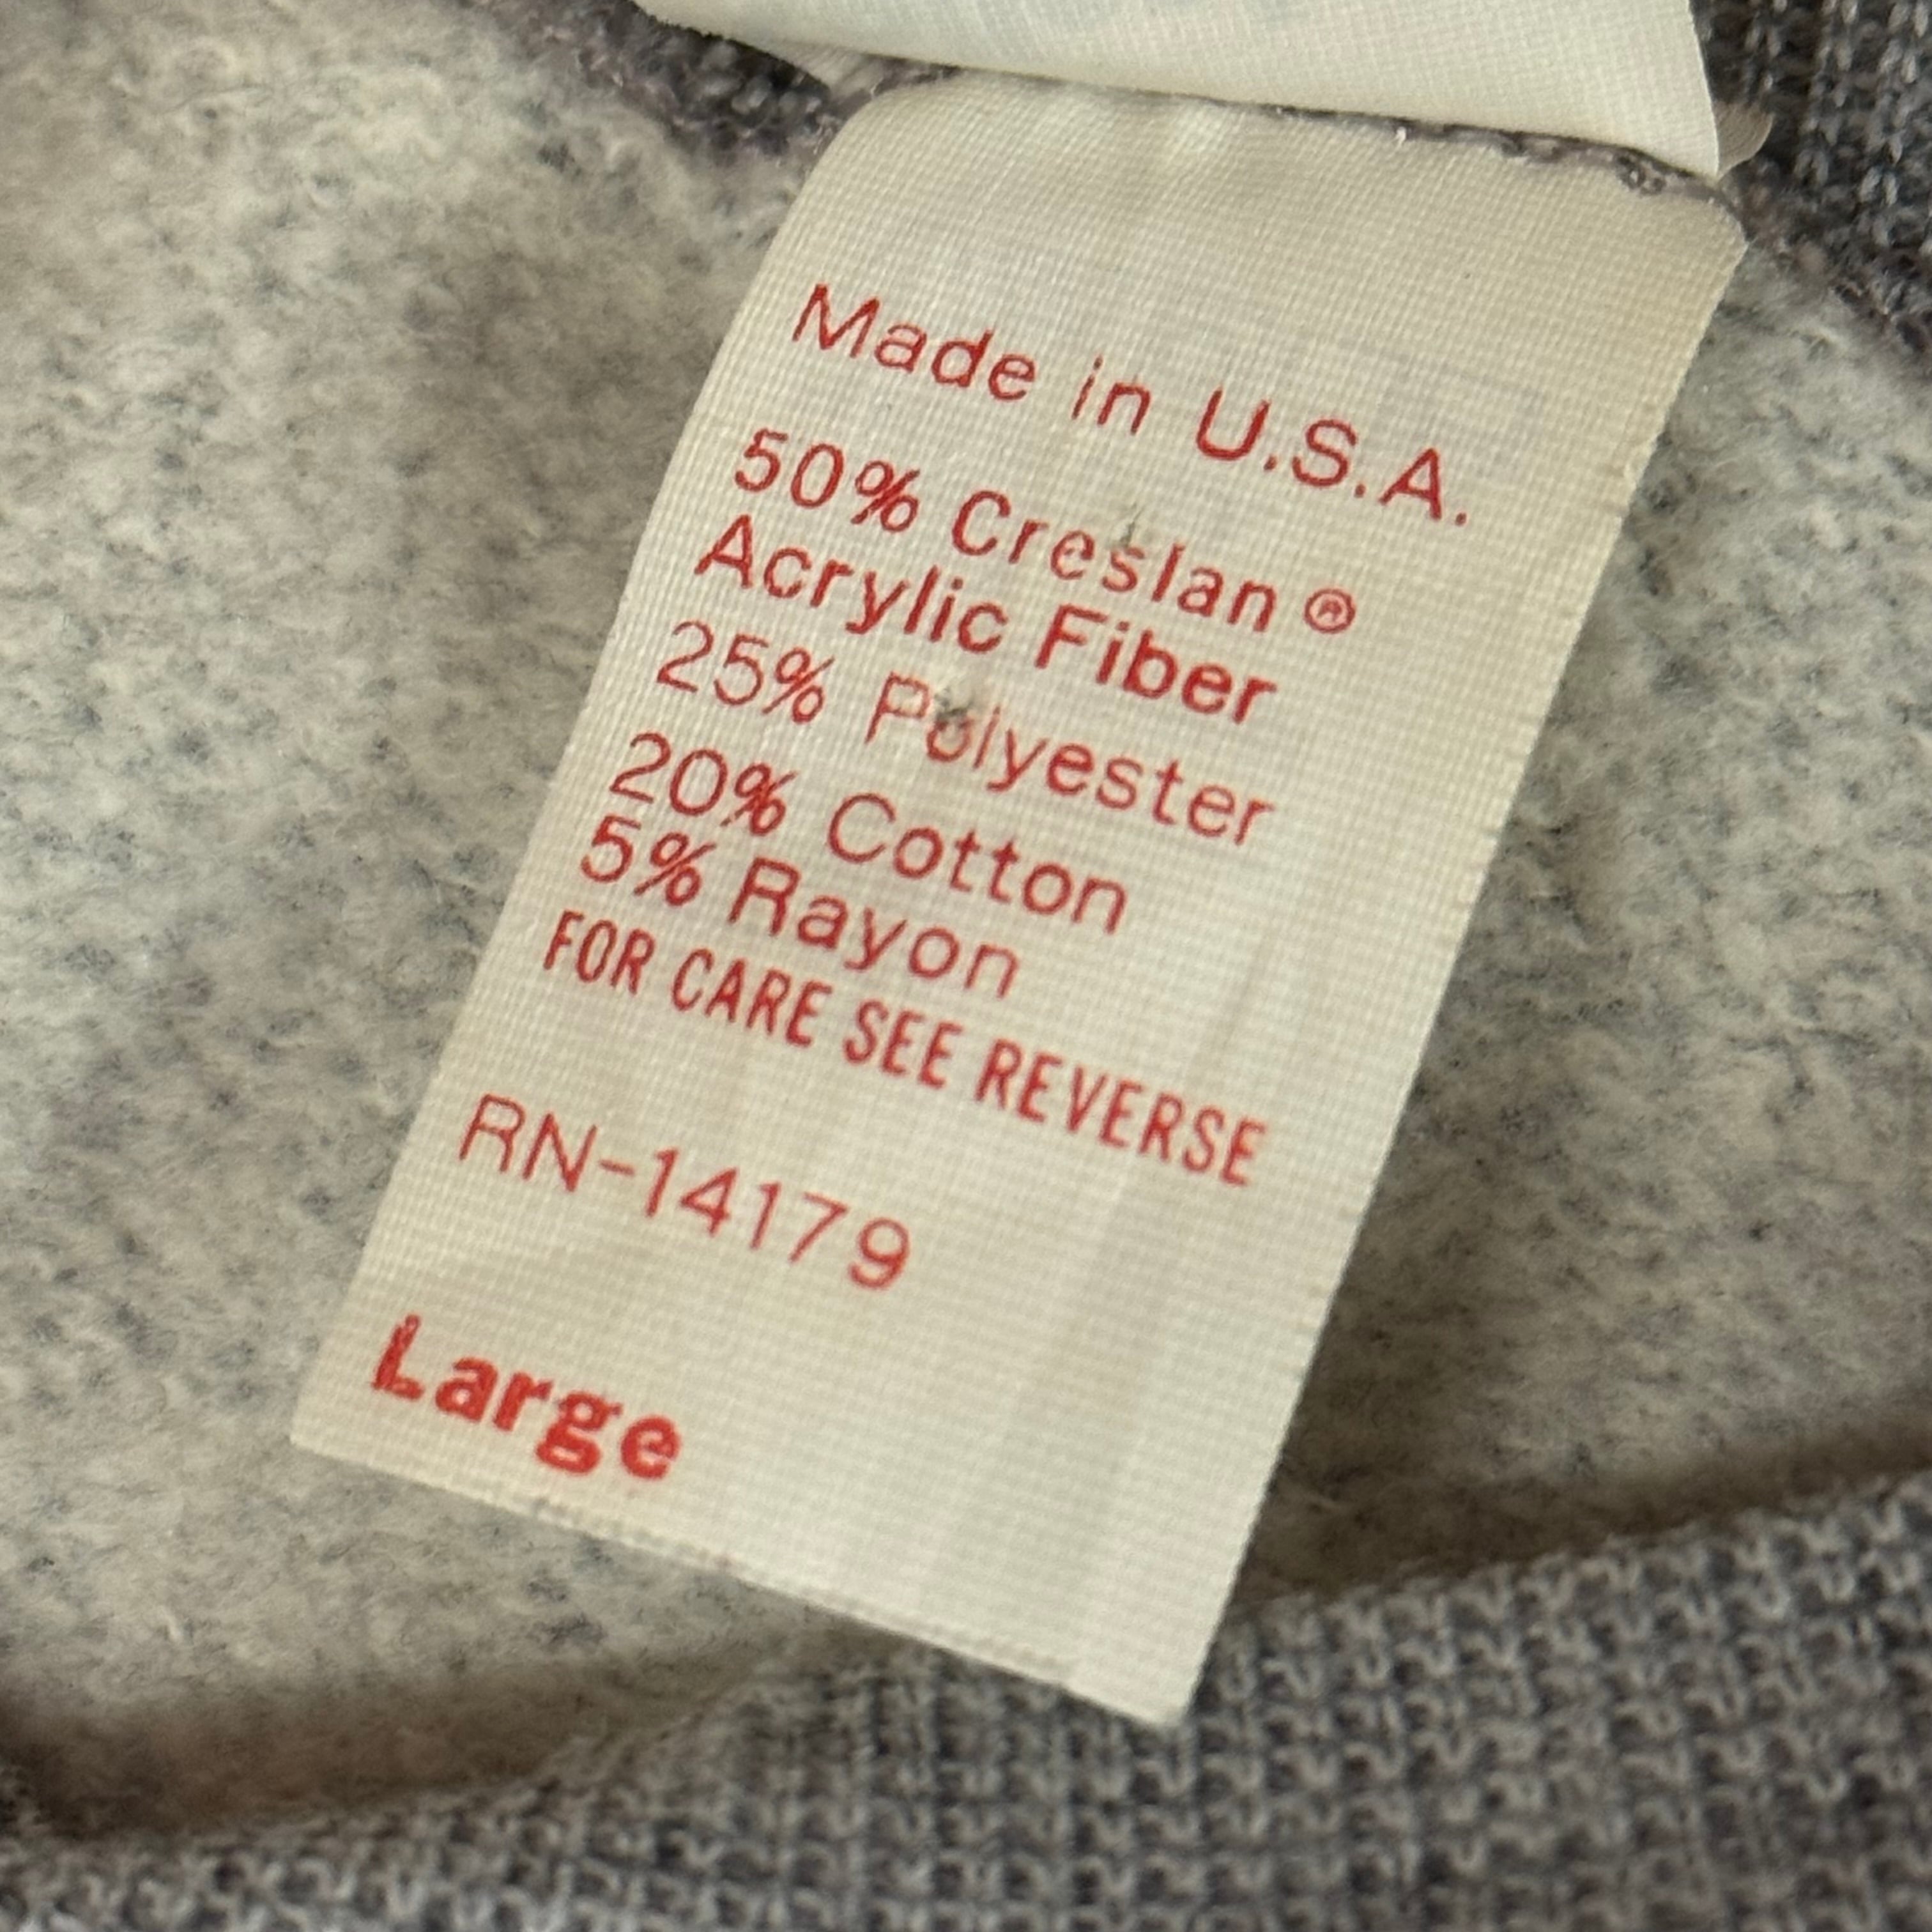 Made in U.S.A.
50% Creslan®
Acrylic Fiber
25% Polyester
20% Cotton
5% Rayon
FOR CARE SEE REVERSE
RN-14179
Large